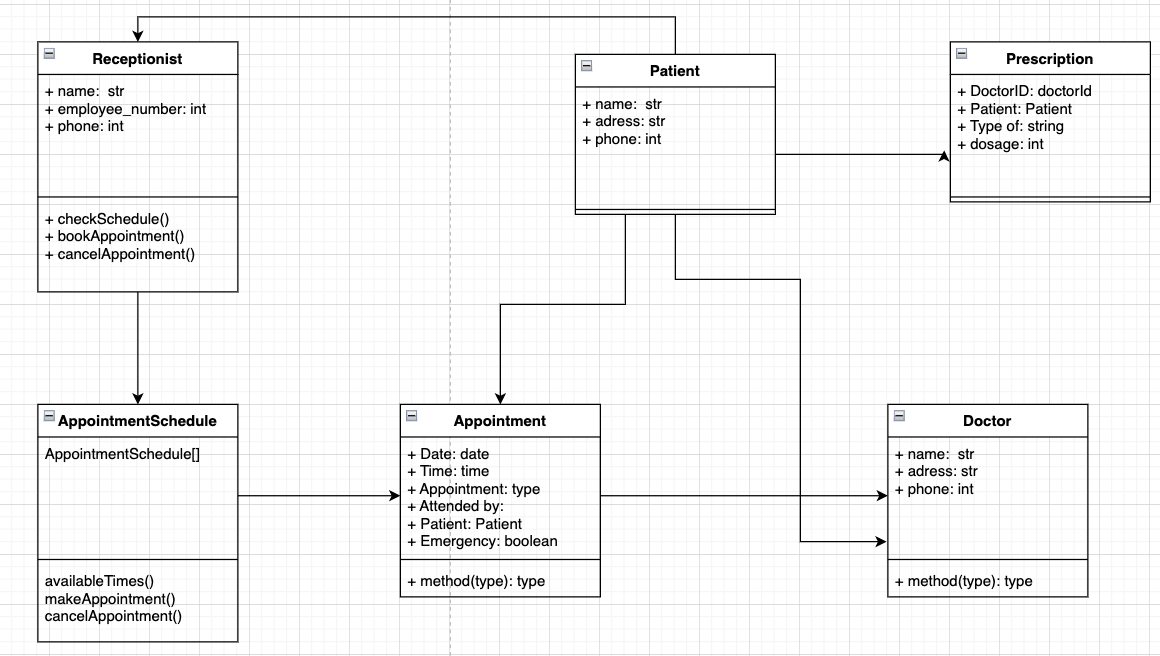 Receptionist
+ name:  str
+ employee_number: int
+ phone: int
+ checkSchedule()
+ bookAppointment()
+ cancelAppointment()
Patient
+ name:  str
+ adress: str
+ phone: int
Prescription
+ DoctorID: doctorId
+ Patient: Patient
+ Type of: string
+ dosage: int
AppointmentSchedule
AppointmentSchedule[]
availableTimes()
makeAppointment()
cancelAppointment()
Appointment
+ Date: date
+ Time: time
+ Appointment: type
+ Attended by:
+ Patient: Patient
+ Emergency: boolean
+ method(type): type
Doctor
+ name:  str
+ adress: str
+ phone: int
+ method(type): type